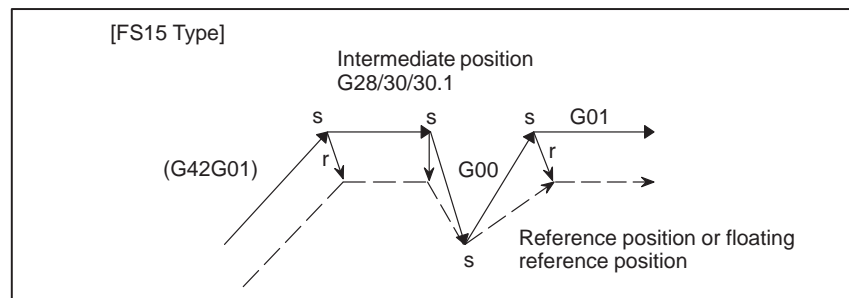 [FS15 Type]
Intermediate position
G28/30/30.1
s
s
s
G01
(G42G01)
r
G00
r
s
Reference position or floating
reference position